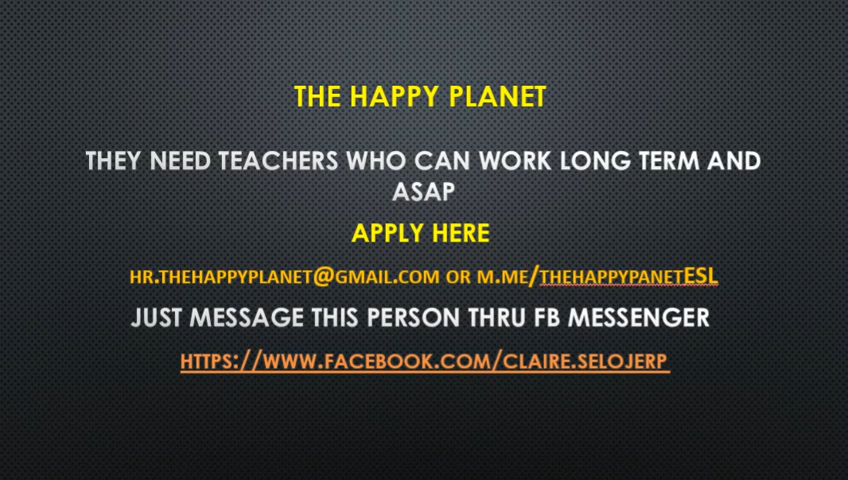 THE HAPPY PLANET
THEY NEED TEACHERS WHO CAN WORK LONG TERM AND
ASAP
APPLY HERE
HR.THEHAPPYPLANET@GMAIL.COM OR M.ME/THEHAPPYPANETESL
JUST MESSAGE THIS PERSON THRU FB MESSENGER
HTTPS://WWW.FACEBOOK.COM/CLAIRE.SELOJERP